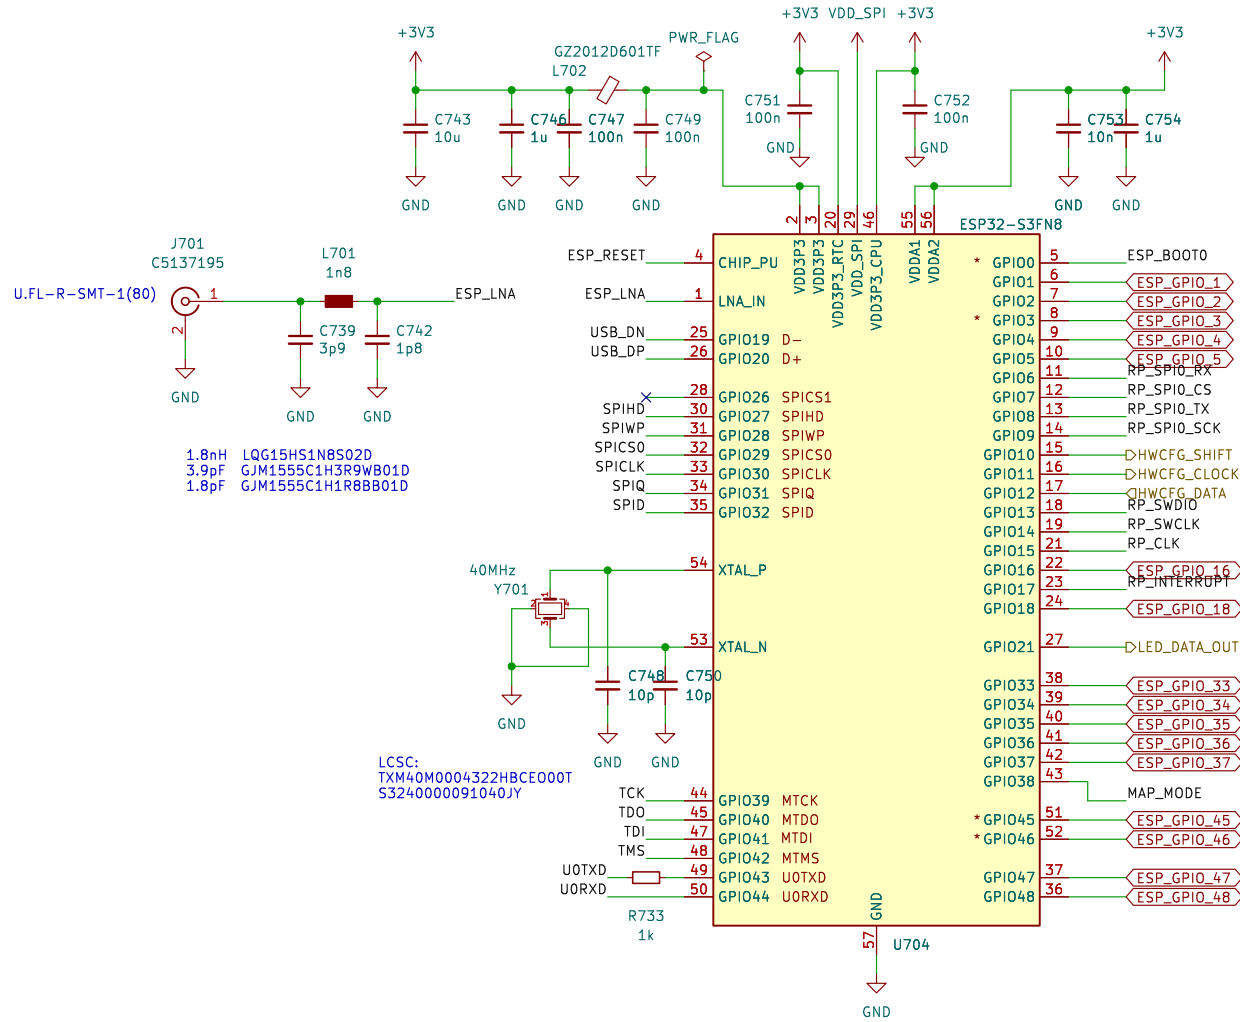 +3V3 VDD_SPI +3V3
+3V3
PWR_FLAG
+3V3
GZ2012D601TF
L702
C743
10u
C746
1u
C747
100n
C749
100n
C751
100n
C752
100n
C753
10n
C754
1u
GND
GND
GND
GND
GND
GND
GND
GND
2
3
20
29
46
55
56
ESP32-S3FN8
VDD3P3
VDD3P3
VDD3P3_RTC
VDD_SPI
VDD3P3_CPU
VDDA1
VDDA2
J701
C5137195
U.FL-R-SMT-1(80)
1
2
GND
L701
1n8
ESP_LNA
C739
3p9
C742
1p8
GND
GND
1.8nH LQG15HS1N8S02D
3.9pF GJM1555C1H3R9WB01D
1.8pF GJM1555C1H1R8BB01D
ESP_RESET 4 CHIP_PU
ESP_LNA 1 LNA_IN
USB_DN 25 GPIO19 D-
USB_DP 26 GPIO20 D+
28 GPIO26 SPICS1
SPIHD 30 GPIO27 SPIHD
SPIWP 31 GPIO28 SPIWP
SPICS0 32 GPIO29 SPICS0
SPICLK 33 GPIO30 SPICLK
SPIQ 34 GPIO31 SPIQ
SPID 35 GPIO32 SPID
54 XTAL_P
53 XTAL_N
40MHz
Y701
1
2
4
3
GND
C748
10p
C750
10p
GND
GND
LCSC:
TXM40M0004322HBCEO00T
S3240000091040JY
TCK 44 GPIO39 MTCK
TDO 45 GPIO40 MTDO
TDI 47 GPIO41 MTDI
TMS 48 GPIO42 MTMS
U0TXD 49 GPIO43 U0TXD
U0RXD 50 GPIO44 U0RXD
R733
1k
* GPIO0 5 ESP_BOOT0
GPIO1 6 ESP_GPIO_1
GPIO2 7 ESP_GPIO_2
* GPIO3 8 ESP_GPIO_3
GPIO4 9 ESP_GPIO_4
GPIO5 10 ESP_GPIO_5
GPIO6 11 RP_SPI0_RX
GPIO7 12 RP_SPI0_CS
GPIO8 13 RP_SPI0_TX
GPIO9 14 RP_SPI0_SCK
GPIO10 15 HWCFG_SHIFT
GPIO11 16 HWCFG_CLOCK
GPIO12 17 HWCFG_DATA
GPIO13 18 RP_SWDIO
GPIO14 19 RP_SWCLK
GPIO15 21 RP_CLK
GPIO16 22 ESP_GPIO_16
GPIO17 23 RP_INTERRUPT
GPIO18 24 ESP_GPIO_18
GPIO21 27 LED_DATA_OUT
GPIO33 38 ESP_GPIO_33
GPIO34 39 ESP_GPIO_34
GPIO35 40 ESP_GPIO_35
GPIO36 41 ESP_GPIO_36
GPIO37 42 ESP_GPIO_37
GPIO38 43 MAP_MODE
* GPIO45 51 ESP_GPIO_45
* GPIO46 52 ESP_GPIO_46
GPIO47 37 ESP_GPIO_47
GPIO48 36 ESP_GPIO_48
GND
57
U704
GND